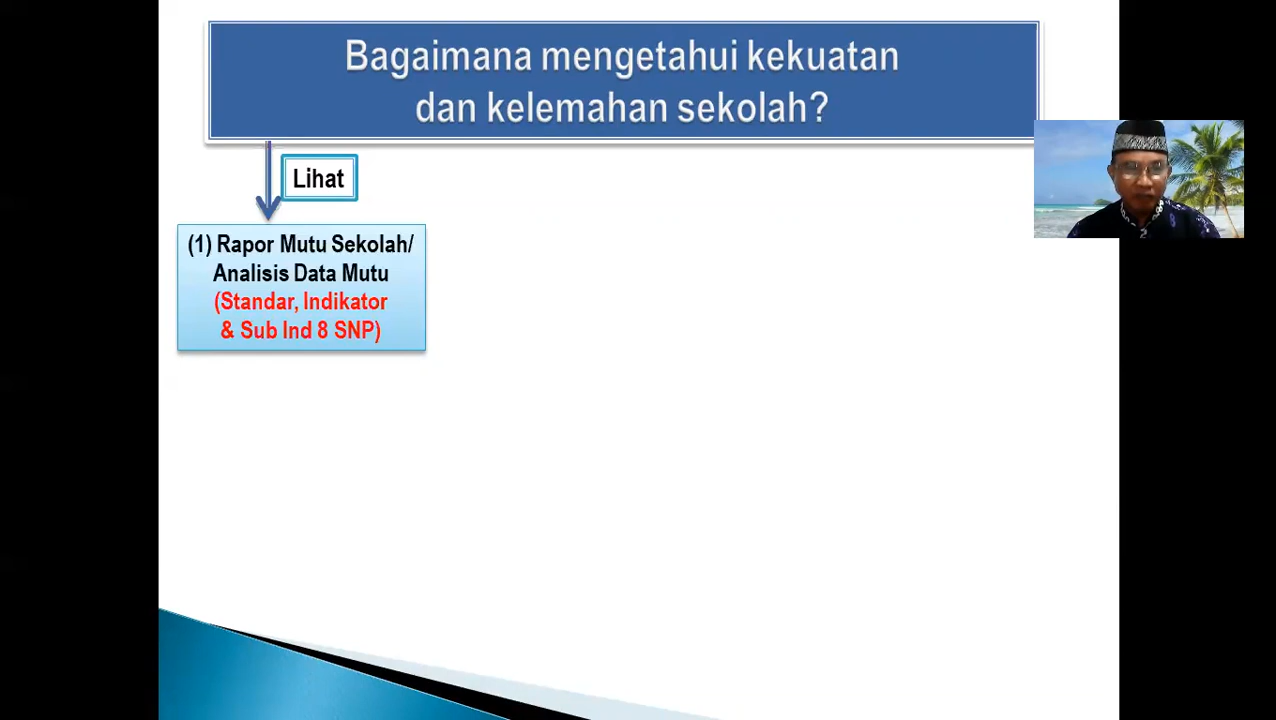 Bagaimana mengetahui kekuatan
dan kelemahan sekolah?
Lihat
(1) Rapor Mutu Sekolah/
Analisis Data Mutu
(Standar, Indikator
& Sub Ind 8 SNP)